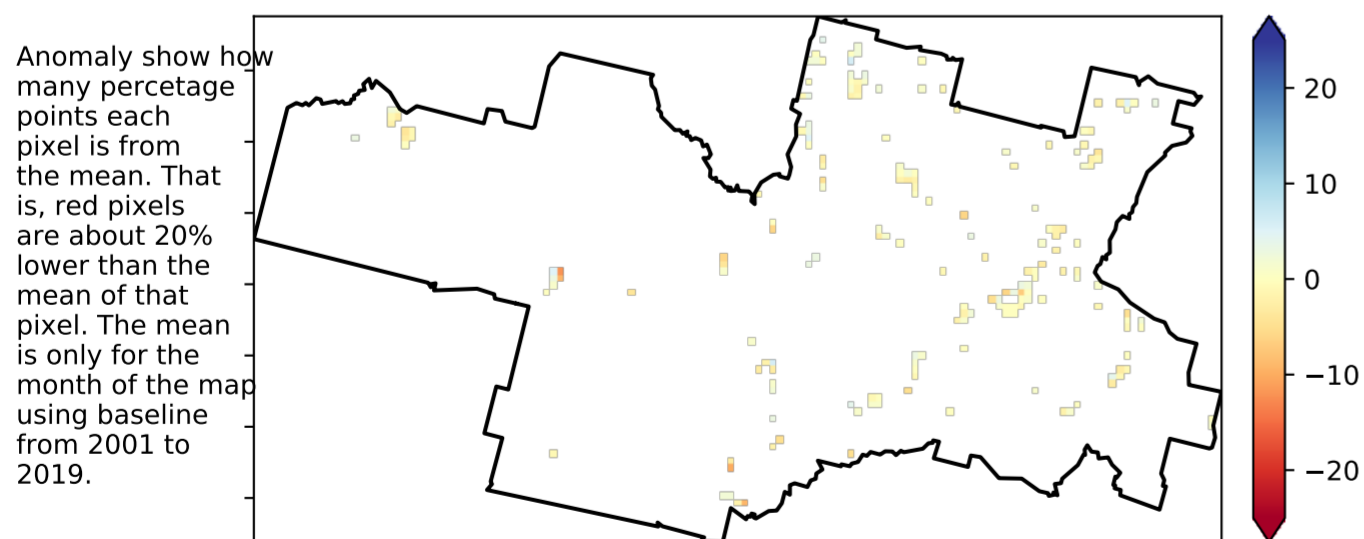 Anomaly show how
many percetage
points each
pixel is from
the mean. That
is, red pixels
are about 20%
lower than the
mean of that
pixel. The mean
is only for the
month of the map
using baseline
from 2001 to
2019.
20
10
0
−10
−20